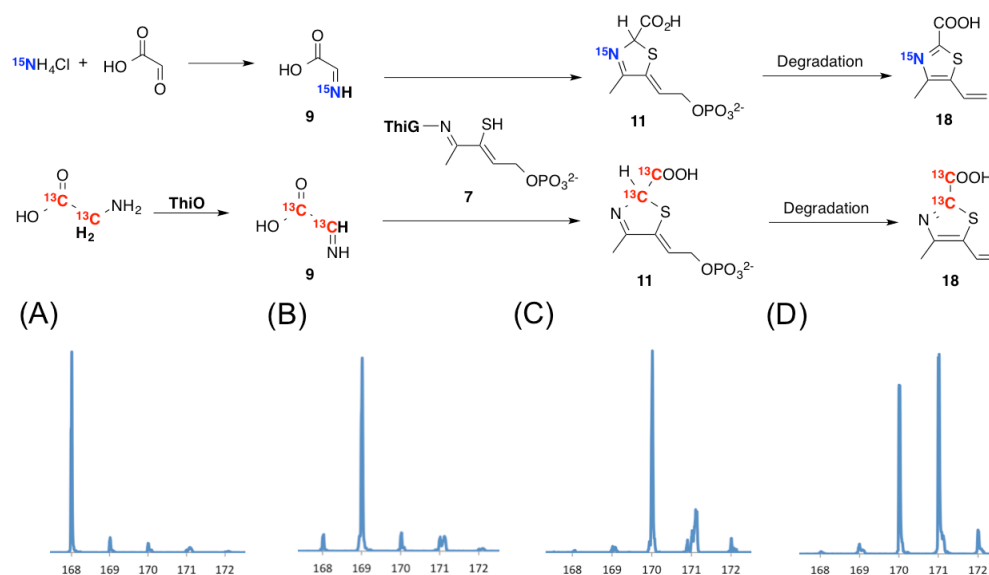 ¹⁵NH₄Cl + HO O O
HO O ¹⁵NH
9
H CO₂H
¹⁵N S
OPO₃²⁻
11
Degradation
COOH
¹⁵N S
18
ThiG N SH
OPO₃²⁻
7
O
HO ¹³C ¹³C NH₂
H₂
ThiO
O
HO ¹³C ¹³CH
NH
9
H ¹³COOH
¹³C
N S
OPO₃²⁻
11
Degradation
¹³COOH
¹³C
N S
18
(A) (B) (C) (D)
168 169 170 171 172
168 169 170 171 172
168 169 170 171 172
168 169 170 171 172